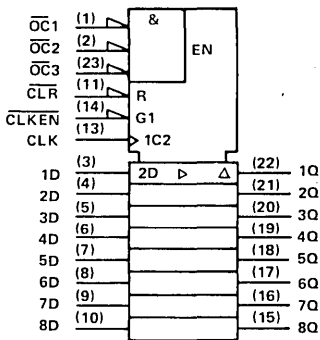 OC1 (1) & EN
OC2 (2)
OC3 (23)
CLR (11) R
CLKEN (14) G1
CLK (13) 1C2
1D (3) 2D (22) 1Q
2D (4) (21) 2Q
3D (5) (20) 3Q
4D (6) (19) 4Q
5D (7) (18) 5Q
6D (8) (17) 6Q
7D (9) (16) 7Q
8D (10) (15) 8Q